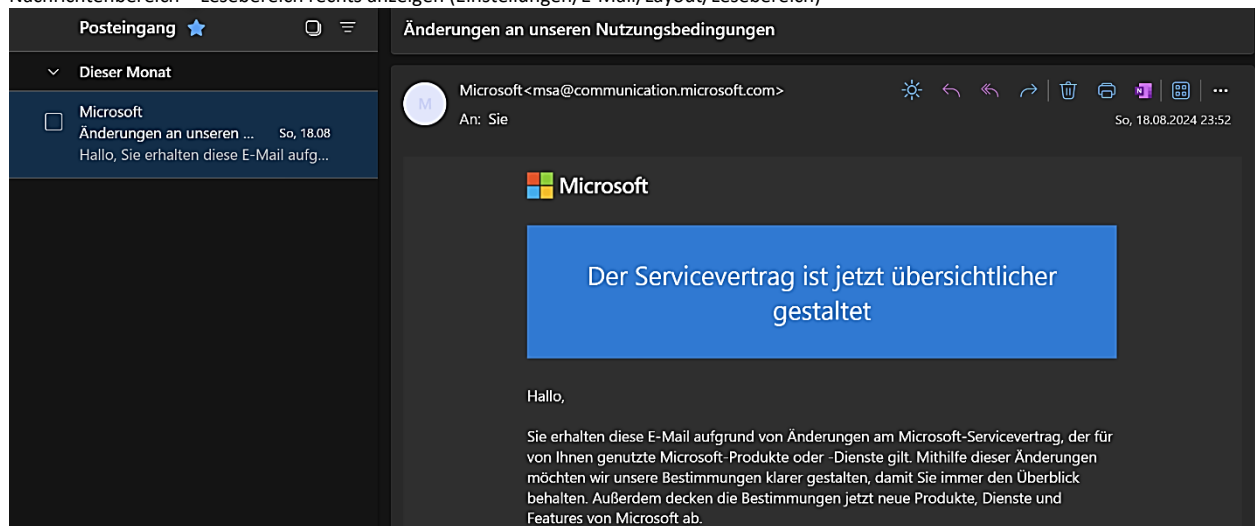 Nachrichtenbereich – Lesebereich rechts anzeigen (Einstellungen/E-Mail/Layout/Lesebereich)
Posteingang
Dieser Monat
Microsoft
Änderungen an unseren ... So, 18.08
Hallo, Sie erhalten diese E-Mail aufg...
Änderungen an unseren Nutzungsbedingungen
M
Microsoft<msa@communication.microsoft.com>
An: Sie
So, 18.08.2024 23:52
Microsoft
Der Servicevertrag ist jetzt übersichtlicher
gestaltet
Hallo,
Sie erhalten diese E-Mail aufgrund von Änderungen am Microsoft-Servicevertrag, der für
von Ihnen genutzte Microsoft-Produkte oder -Dienste gilt. Mithilfe dieser Änderungen
möchten wir unsere Bestimmungen klarer gestalten, damit Sie immer den Überblick
behalten. Außerdem decken die Bestimmungen jetzt neue Produkte, Dienste und
Features von Microsoft ab.